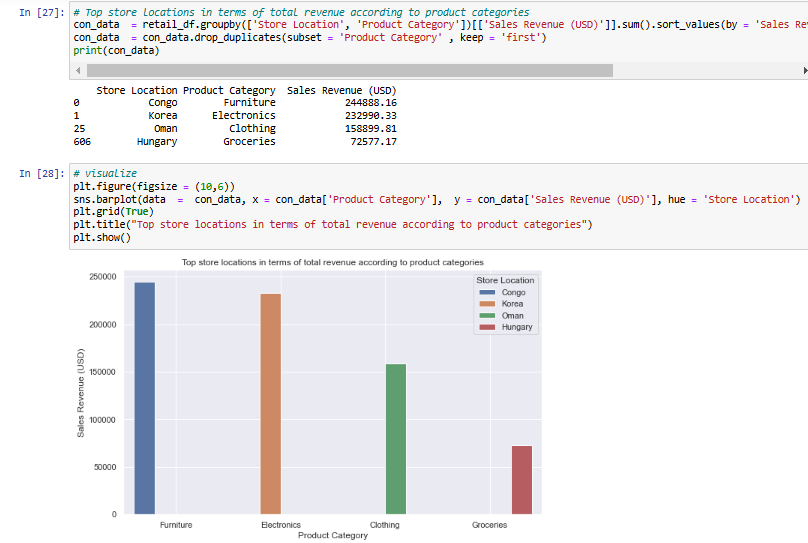 In [27]: # Top store Locations in terms of total revenue according to product categories
con_data = retail_df.groupby(['Store Location', 'Product Category'])[['Sales Revenue (USD)']].sum().sort_values(by = 'Sales Re
con_data = con_data.drop_duplicates(subset = 'Product Category' , keep = 'first')
print(con_data)
Store Location Product Category Sales Revenue (USD)
0 Congo Furniture 244888.16
1 Korea Electronics 232990.33
25 Oman Clothing 158899.81
606 Hungary Groceries 72577.17
In [28]: # visualize
plt.figure(figsize = (10,6))
sns.barplot(data = con_data, x = con_data['Product Category'], y = con_data['Sales Revenue (USD)'], hue = 'Store Location')
plt.grid(True)
plt.title("Top store locations in terms of total revenue according to product categories")
plt.show()
Top store locations in terms of total revenue according to product categories
Store Location
Congo
Korea
Oman
Hungary
Sales Revenue (USD)
250000
200000
150000
100000
50000
0
Furniture Electronics Clothing Groceries
Product Category